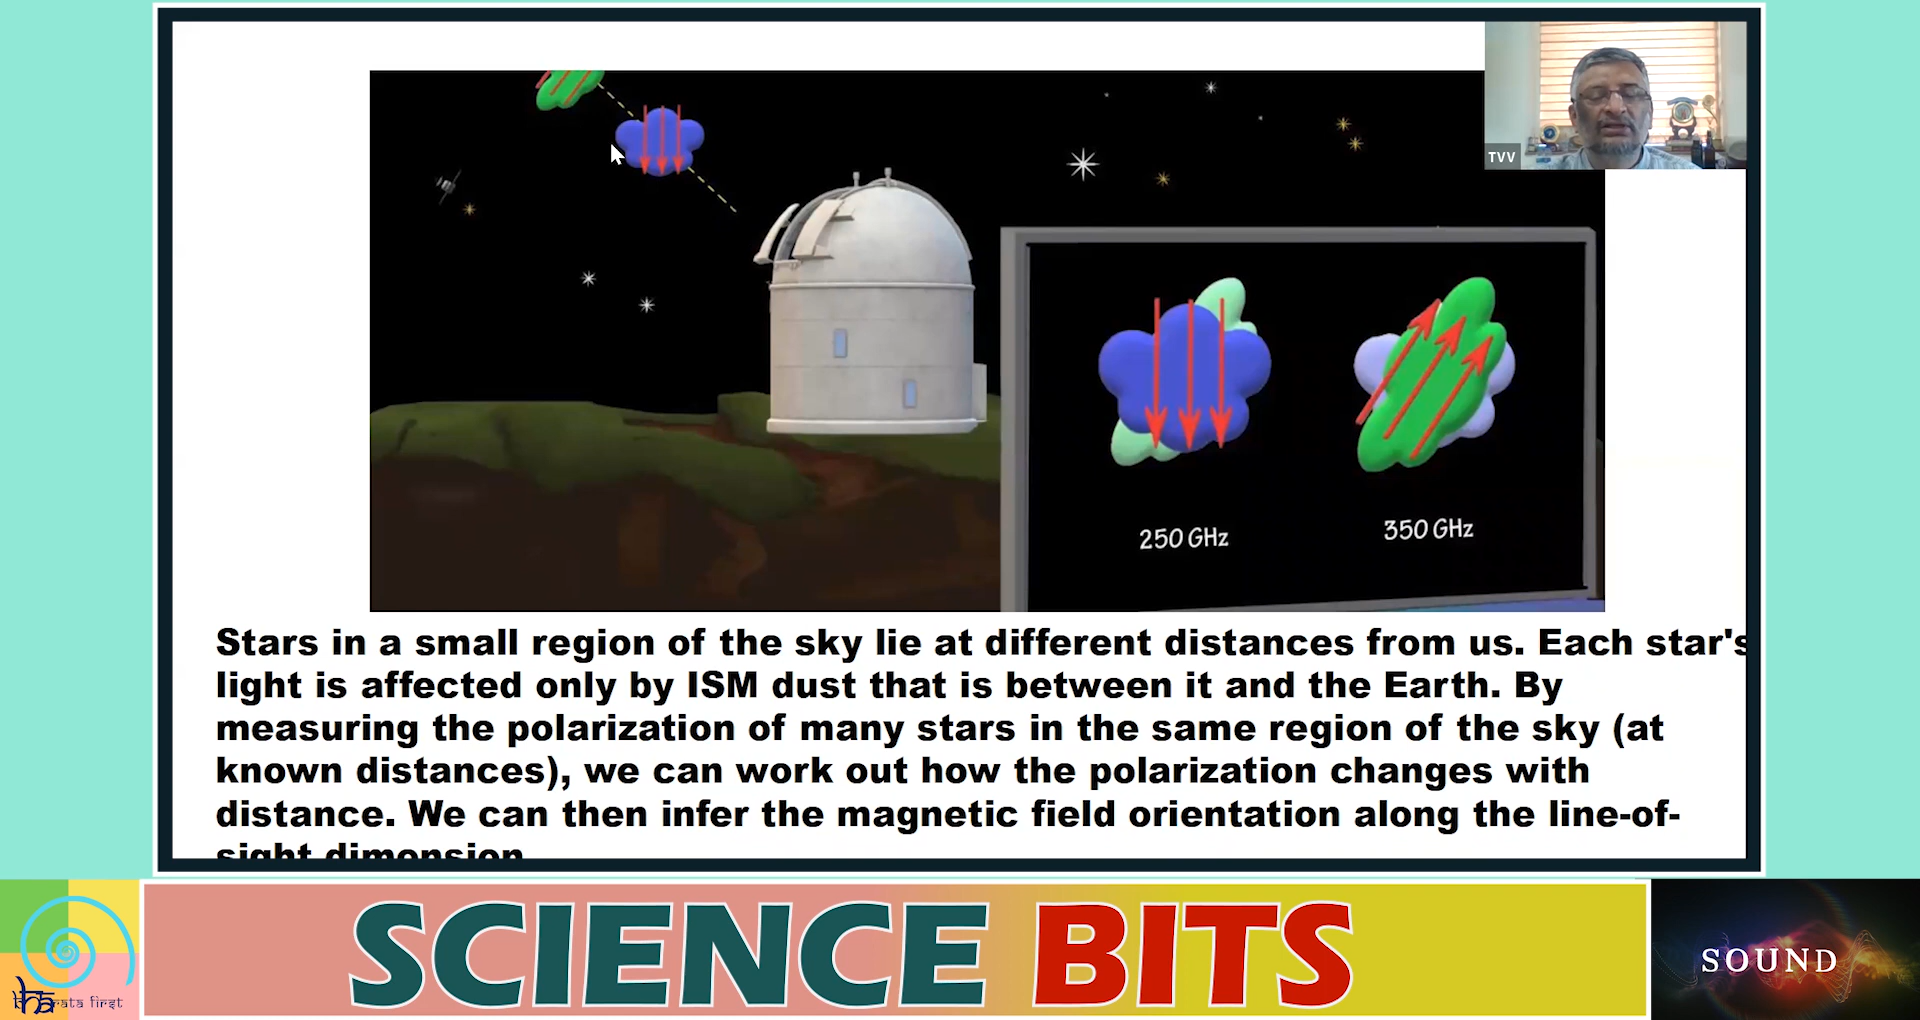 TVV
250 GHz
350 GHz
Stars in a small region of the sky lie at different distances from us. Each star's
light is affected only by ISM dust that is between it and the Earth. By
measuring the polarization of many stars in the same region of the sky (at
known distances), we can work out how the polarization changes with
distance. We can then infer the magnetic field orientation along the line-of-
sight dimension
SCIENCE BITS
SOUND
first